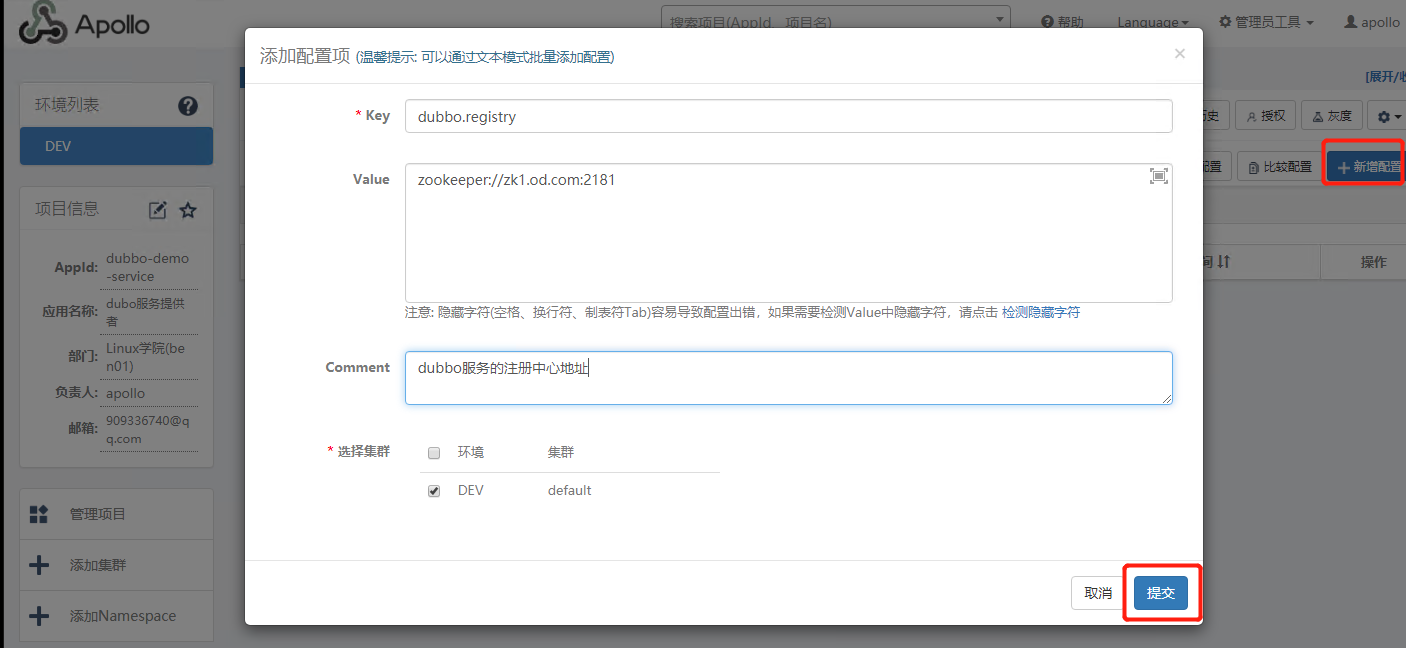 Apollo
搜索项目(AppId、项目名)
帮助
Language
管理员工具
apollo
添加配置项 (温馨提示: 可以通过文本模式批量添加配置)
×
[展开/收
环境列表
DEV
* Key
dubbo.registry
授权
灰度
Value
zookeeper://zk1.od.com:2181
配置
比较配置
新增配置
项目信息
AppId:
dubbo-demo
-service
应用名称:
dubo服务提供
者
部门:
Linux学院(be
n01)
负责人:
apollo
邮箱:
909336740@q
q.com
操作
注意: 隐藏字符(空格、换行符、制表符Tab)容易导致配置出错，如果需要检测Value中隐藏字符，请点击 检测隐藏字符
Comment
dubbo服务的注册中心地址
* 选择集群
环境 集群
DEV default
管理项目
添加集群
添加Namespace
取消
提交